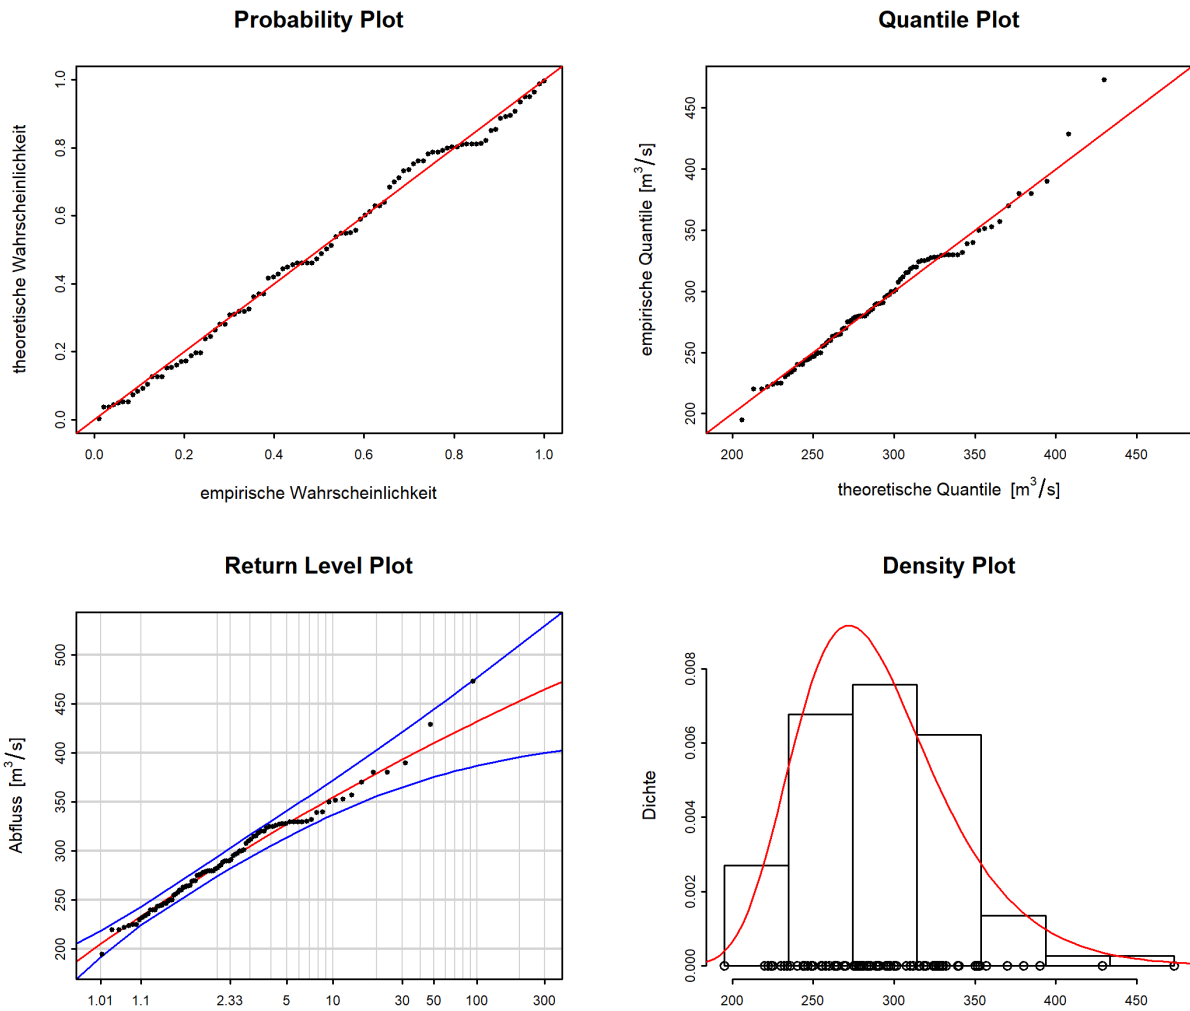 Probability Plot
theoretische Wahrscheinlichkeit
0.0 0.2 0.4 0.6 0.8 1.0
0.0 0.2 0.4 0.6 0.8 1.0
empirische Wahrscheinlichkeit
Quantile Plot
empirische Quantile [m³/s]
200 250 300 350 400 450
200 250 300 350 400 450
theoretische Quantile [m³/s]
Return Level Plot
Abfluss [m³/s]
200 250 300 350 400 450 500
1.01 1.1 2.33 5 10 30 50 100 300
Density Plot
Dichte
0.000 0.002 0.004 0.006 0.008
200 250 300 350 400 450